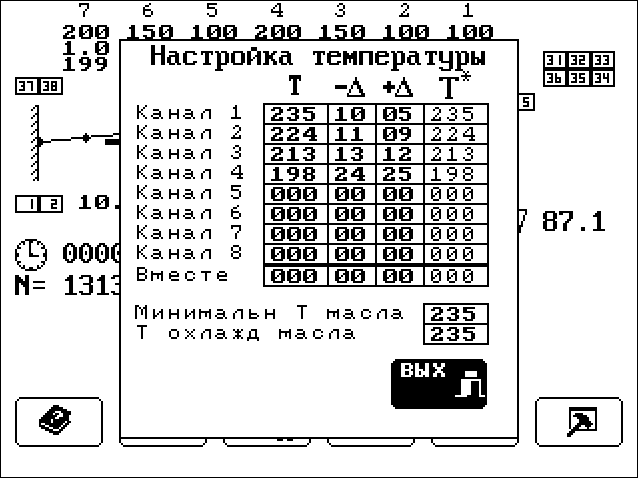 7 6 5 4 3 2 1
200 150 100 200 150 100 100
1.0
199
Настройка температуры
T -Δ +Δ T*
31 32 33
36 35 34
37 38
Канал 1 235 10 05 235
Канал 2 224 11 09 224
Канал 3 213 13 12 213
Канал 4 198 24 25 198
Канал 5 000 00 00 000
1 2 10.
Канал 6 000 00 00 000
87.1
Канал 7 000 00 00 000
0000
Канал 8 000 00 00 000
Вместе 000 00 00 000
N= 1313
Минимальн Т масла 235
Т охлажд масла 235
ВЫХ